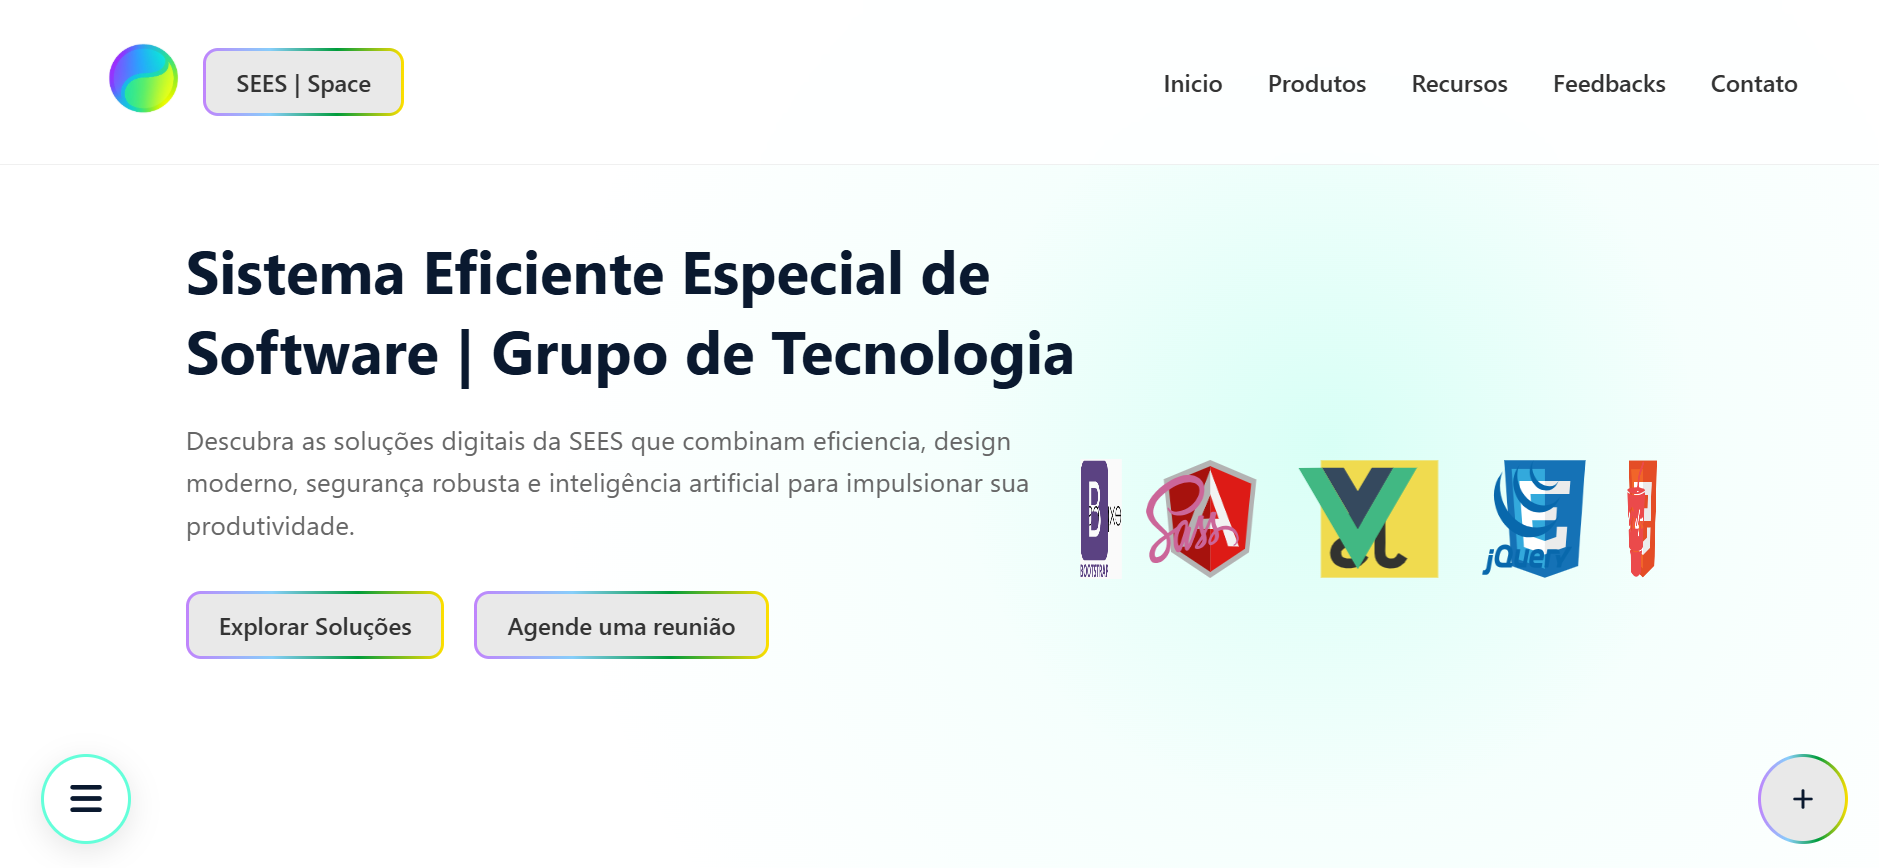 SEES | Space
Inicio
Produtos
Recursos
Feedbacks
Contato
Sistema Eficiente Especial de
Software | Grupo de Tecnologia
Descubra as soluções digitais da SEES que combinam eficiencia, design
moderno, segurança robusta e inteligência artificial para impulsionar sua
produtividade.
B
BOOTSTRAP
Sass
A
jQuery
Explorar Soluções
Agende uma reunião